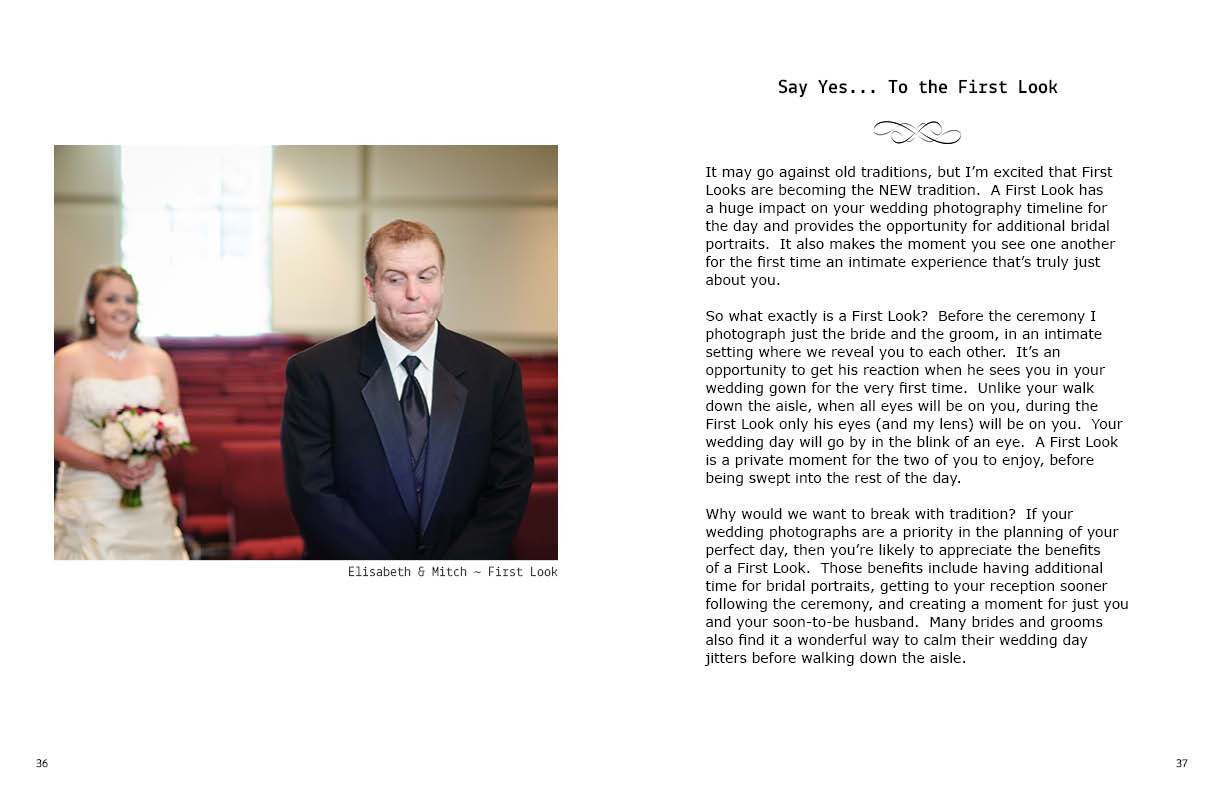 Elisabeth & Mitch ~ First Look
36
Say Yes... To the First Look
It may go against old traditions, but I'm excited that First
Looks are becoming the NEW tradition.  A First Look has
a huge impact on your wedding photography timeline for
the day and provides the opportunity for additional bridal
portraits.  It also makes the moment you see one another
for the first time an intimate experience that's truly just
about you.
So what exactly is a First Look?  Before the ceremony I
photograph just the bride and the groom, in an intimate
setting where we reveal you to each other.  It's an
opportunity to get his reaction when he sees you in your
wedding gown for the very first time.  Unlike your walk
down the aisle, when all eyes will be on you, during the
First Look only his eyes (and my lens) will be on you.  Your
wedding day will go by in the blink of an eye.  A First Look
is a private moment for the two of you to enjoy, before
being swept into the rest of the day.
Why would we want to break with tradition?  If your
wedding photographs are a priority in the planning of your
perfect day, then you're likely to appreciate the benefits
of a First Look.  Those benefits include having additional
time for bridal portraits, getting to your reception sooner
following the ceremony, and creating a moment for just you
and your soon-to-be husband.  Many brides and grooms
also find it a wonderful way to calm their wedding day
jitters before walking down the aisle.
37